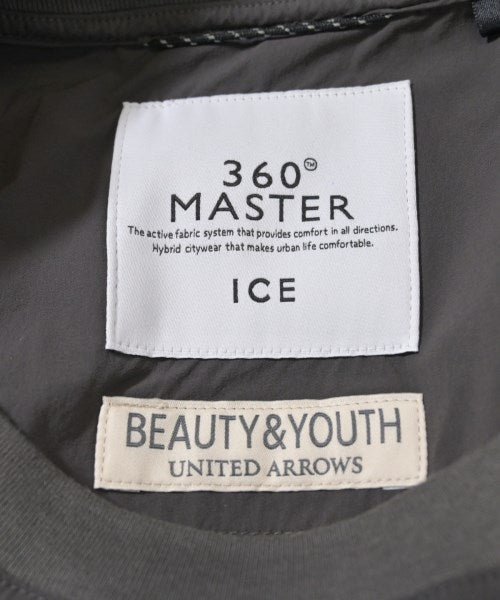 360°™
MASTER
The active fabric system that provides comfort in all directions.
Hybrid citywear that makes urban life comfortable.
ICE
BEAUTY&YOUTH
UNITED ARROWS